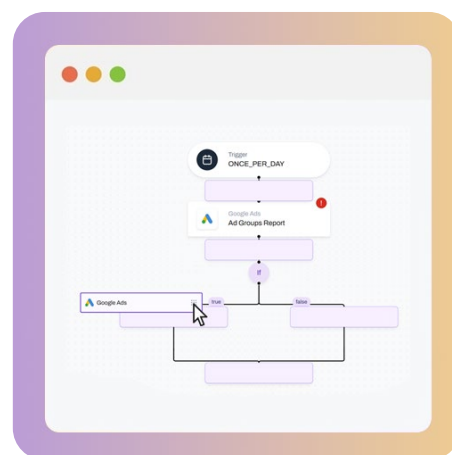 Trigger
ONCE_PER_DAY
Google Ads
Ad Groups Report
!
If
Google Ads
true
false